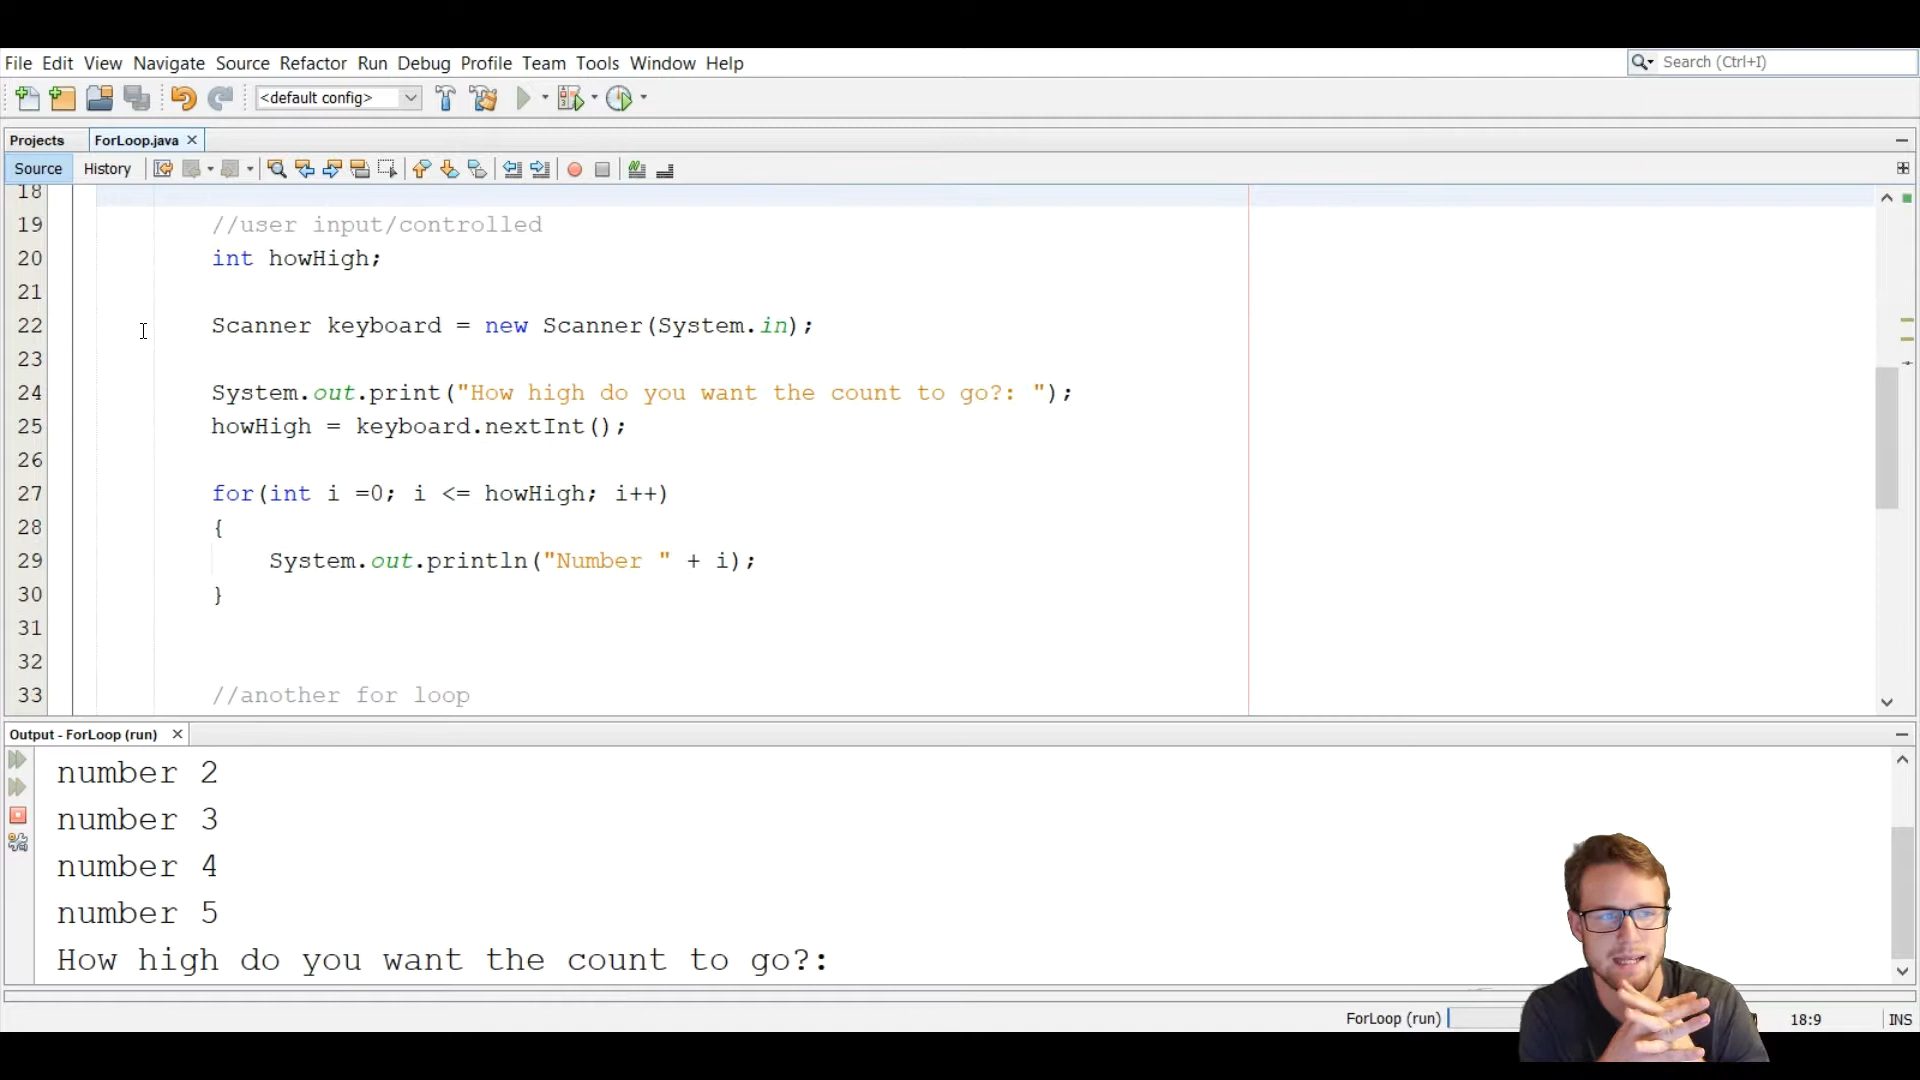 File Edit View Navigate Source Refactor Run Debug Profile Team Tools Window Help
Search (Ctrl+I)
<default config>
Projects
ForLoop.java
Source History
18
19 //user input/controlled
20 int howHigh;
21
22 Scanner keyboard = new Scanner(System.in);
23
24 System.out.print("How high do you want the count to go?: ");
25 howHigh = keyboard.nextInt();
26
27 for(int i =0; i <= howHigh; i++)
28 {
29 System.out.println("Number " + i);
30 }
31
32
33 //another for loop
Output - ForLoop (run)
number 2
number 3
number 4
number 5
How high do you want the count to go?:
ForLoop (run)
18:9
INS